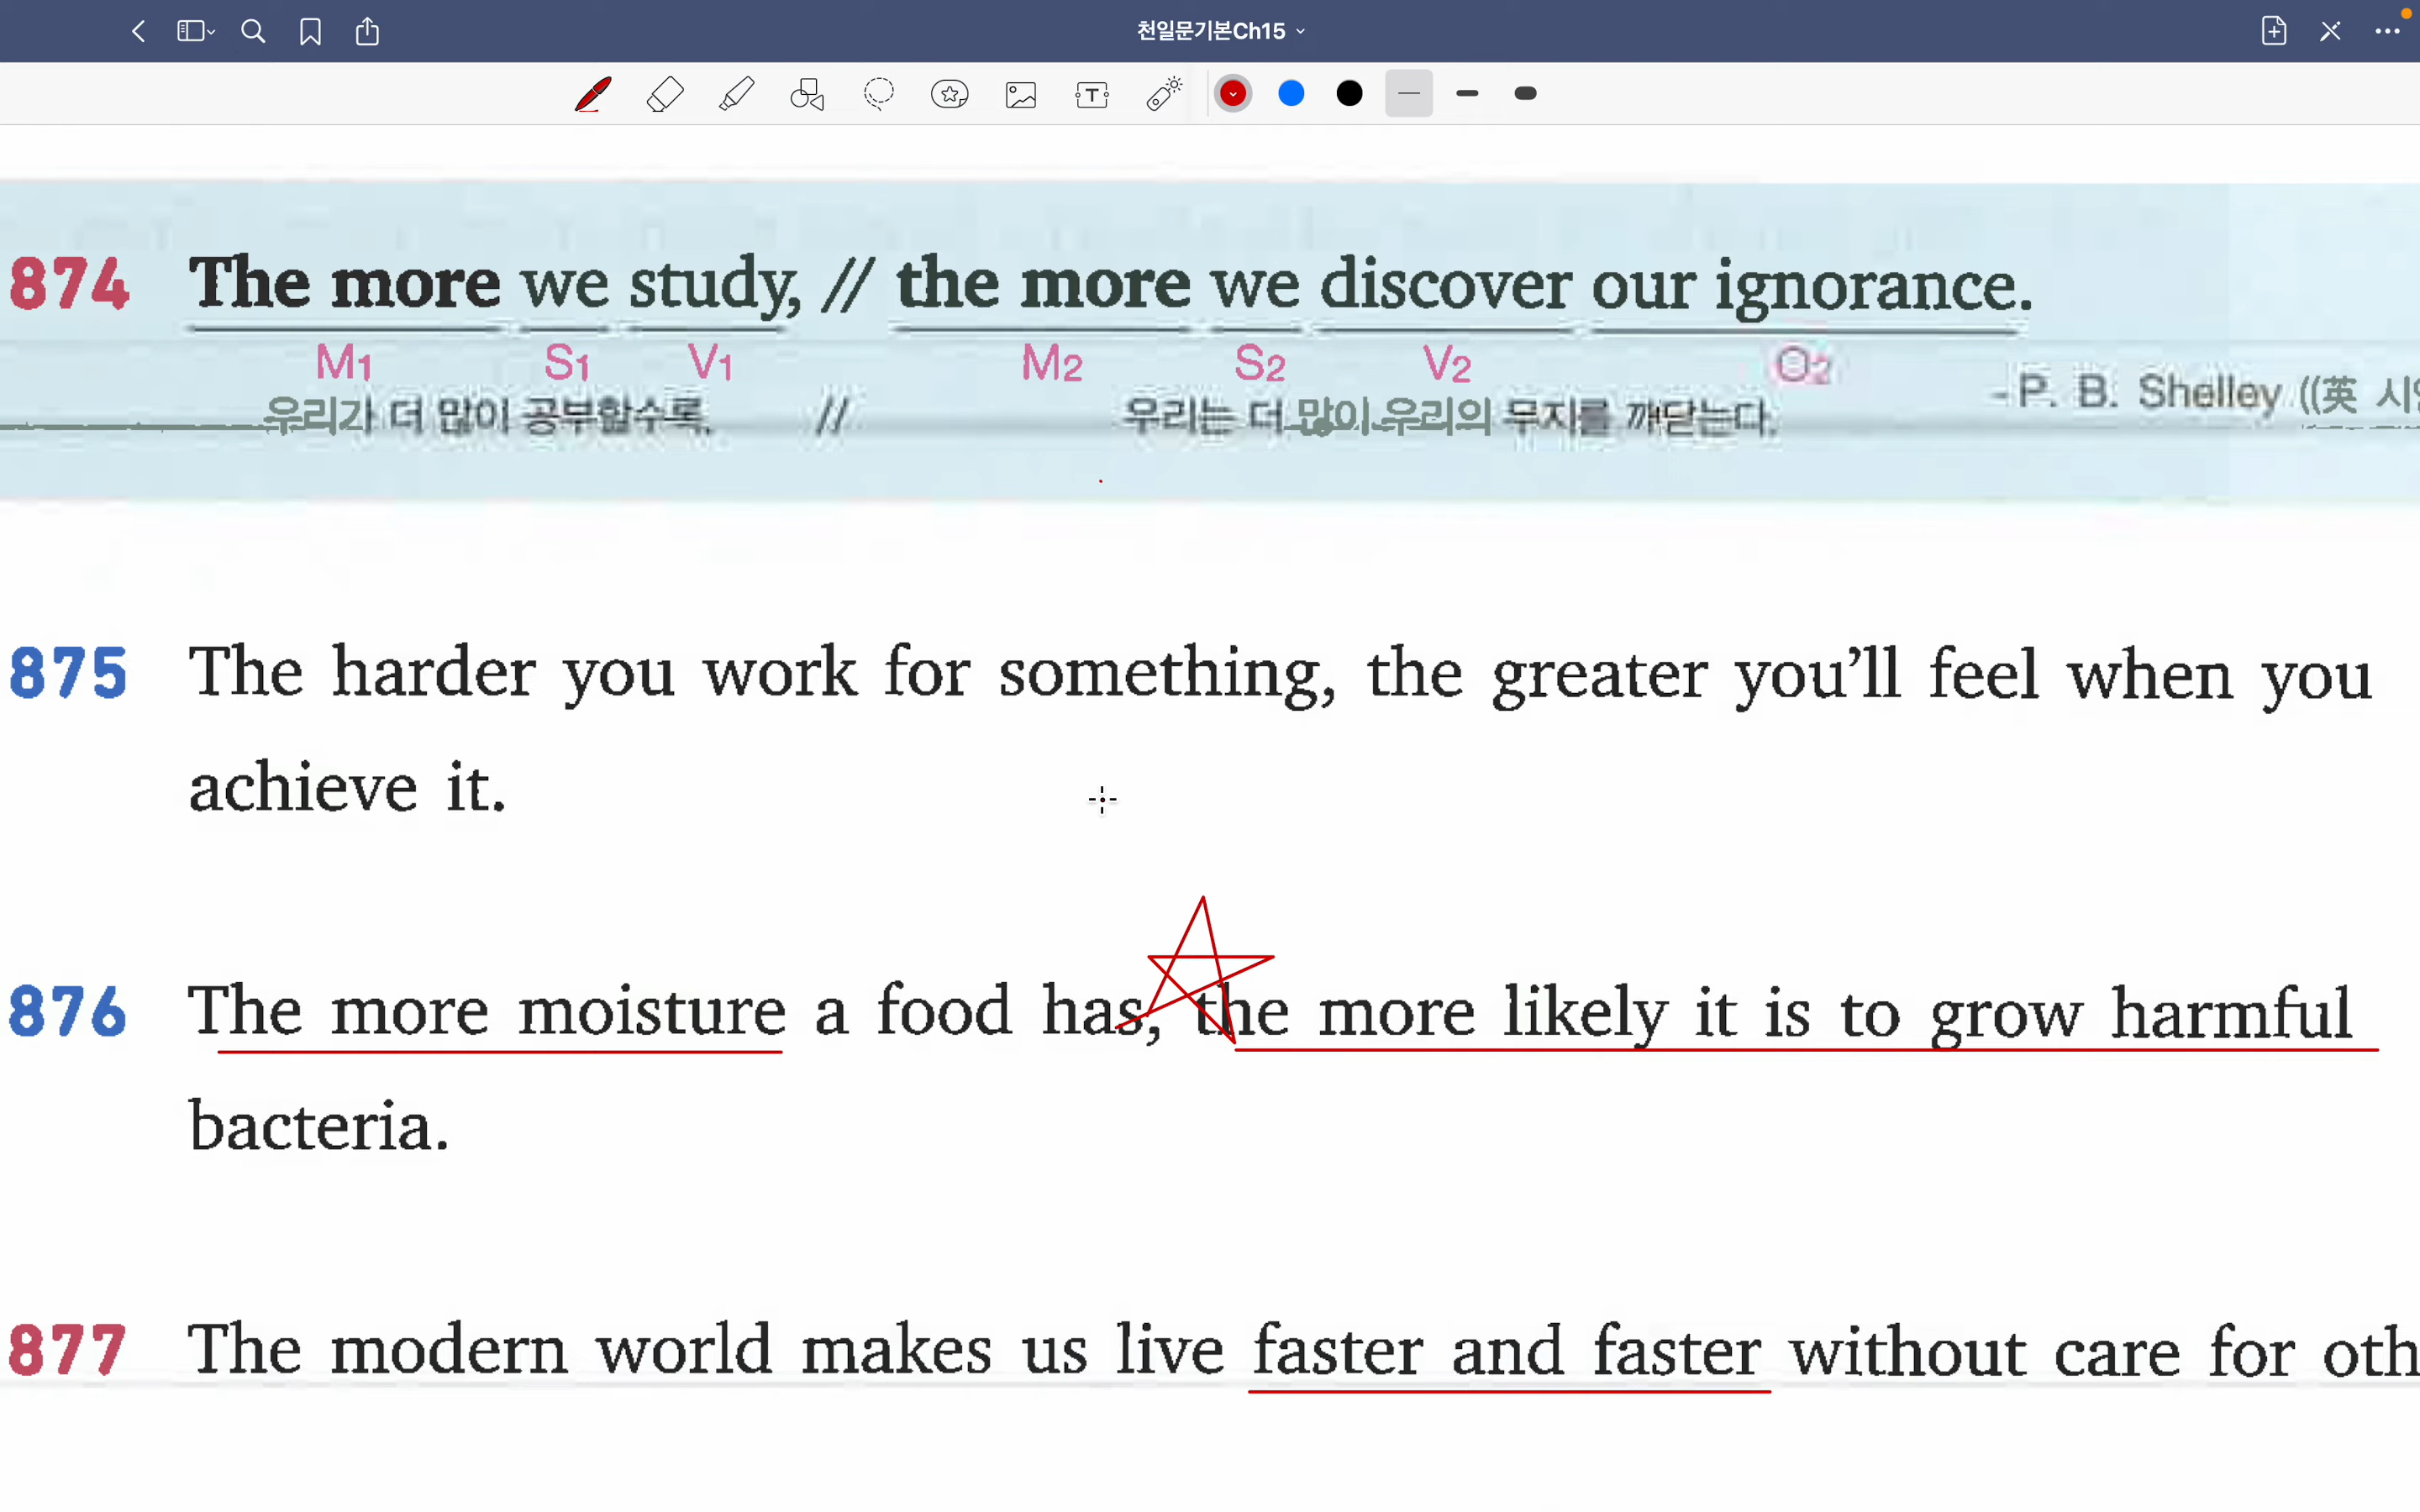 천일문기본Ch15
874 The more we study, // the more we discover our ignorance.
M1 S1 V1 M2 S2 V2 O2
우리가 더 많이 공부할수록, // 우리는 더 많이 우리의 무지를 깨닫는다. - P. B. Shelley ((英 시
875 The harder you work for something, the greater you'll feel when you
achieve it.
876 The more moisture a food has, the more likely it is to grow harmful
bacteria.
877 The modern world makes us live faster and faster without care for oth